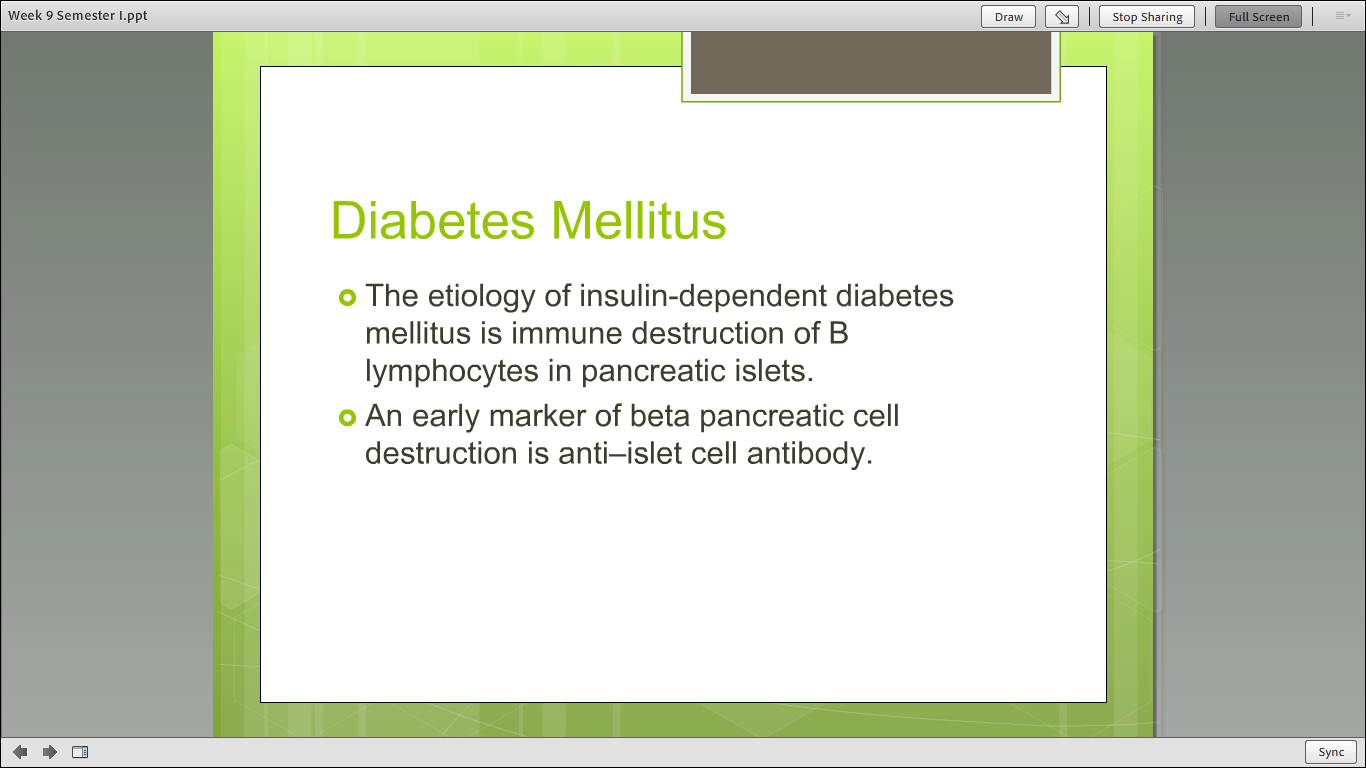 Week 9 Semester I.ppt
Draw
Stop Sharing
Full Screen
Diabetes Mellitus
The etiology of insulin-dependent diabetes
mellitus is immune destruction of B
lymphocytes in pancreatic islets.
An early marker of beta pancreatic cell
destruction is anti–islet cell antibody.
Sync